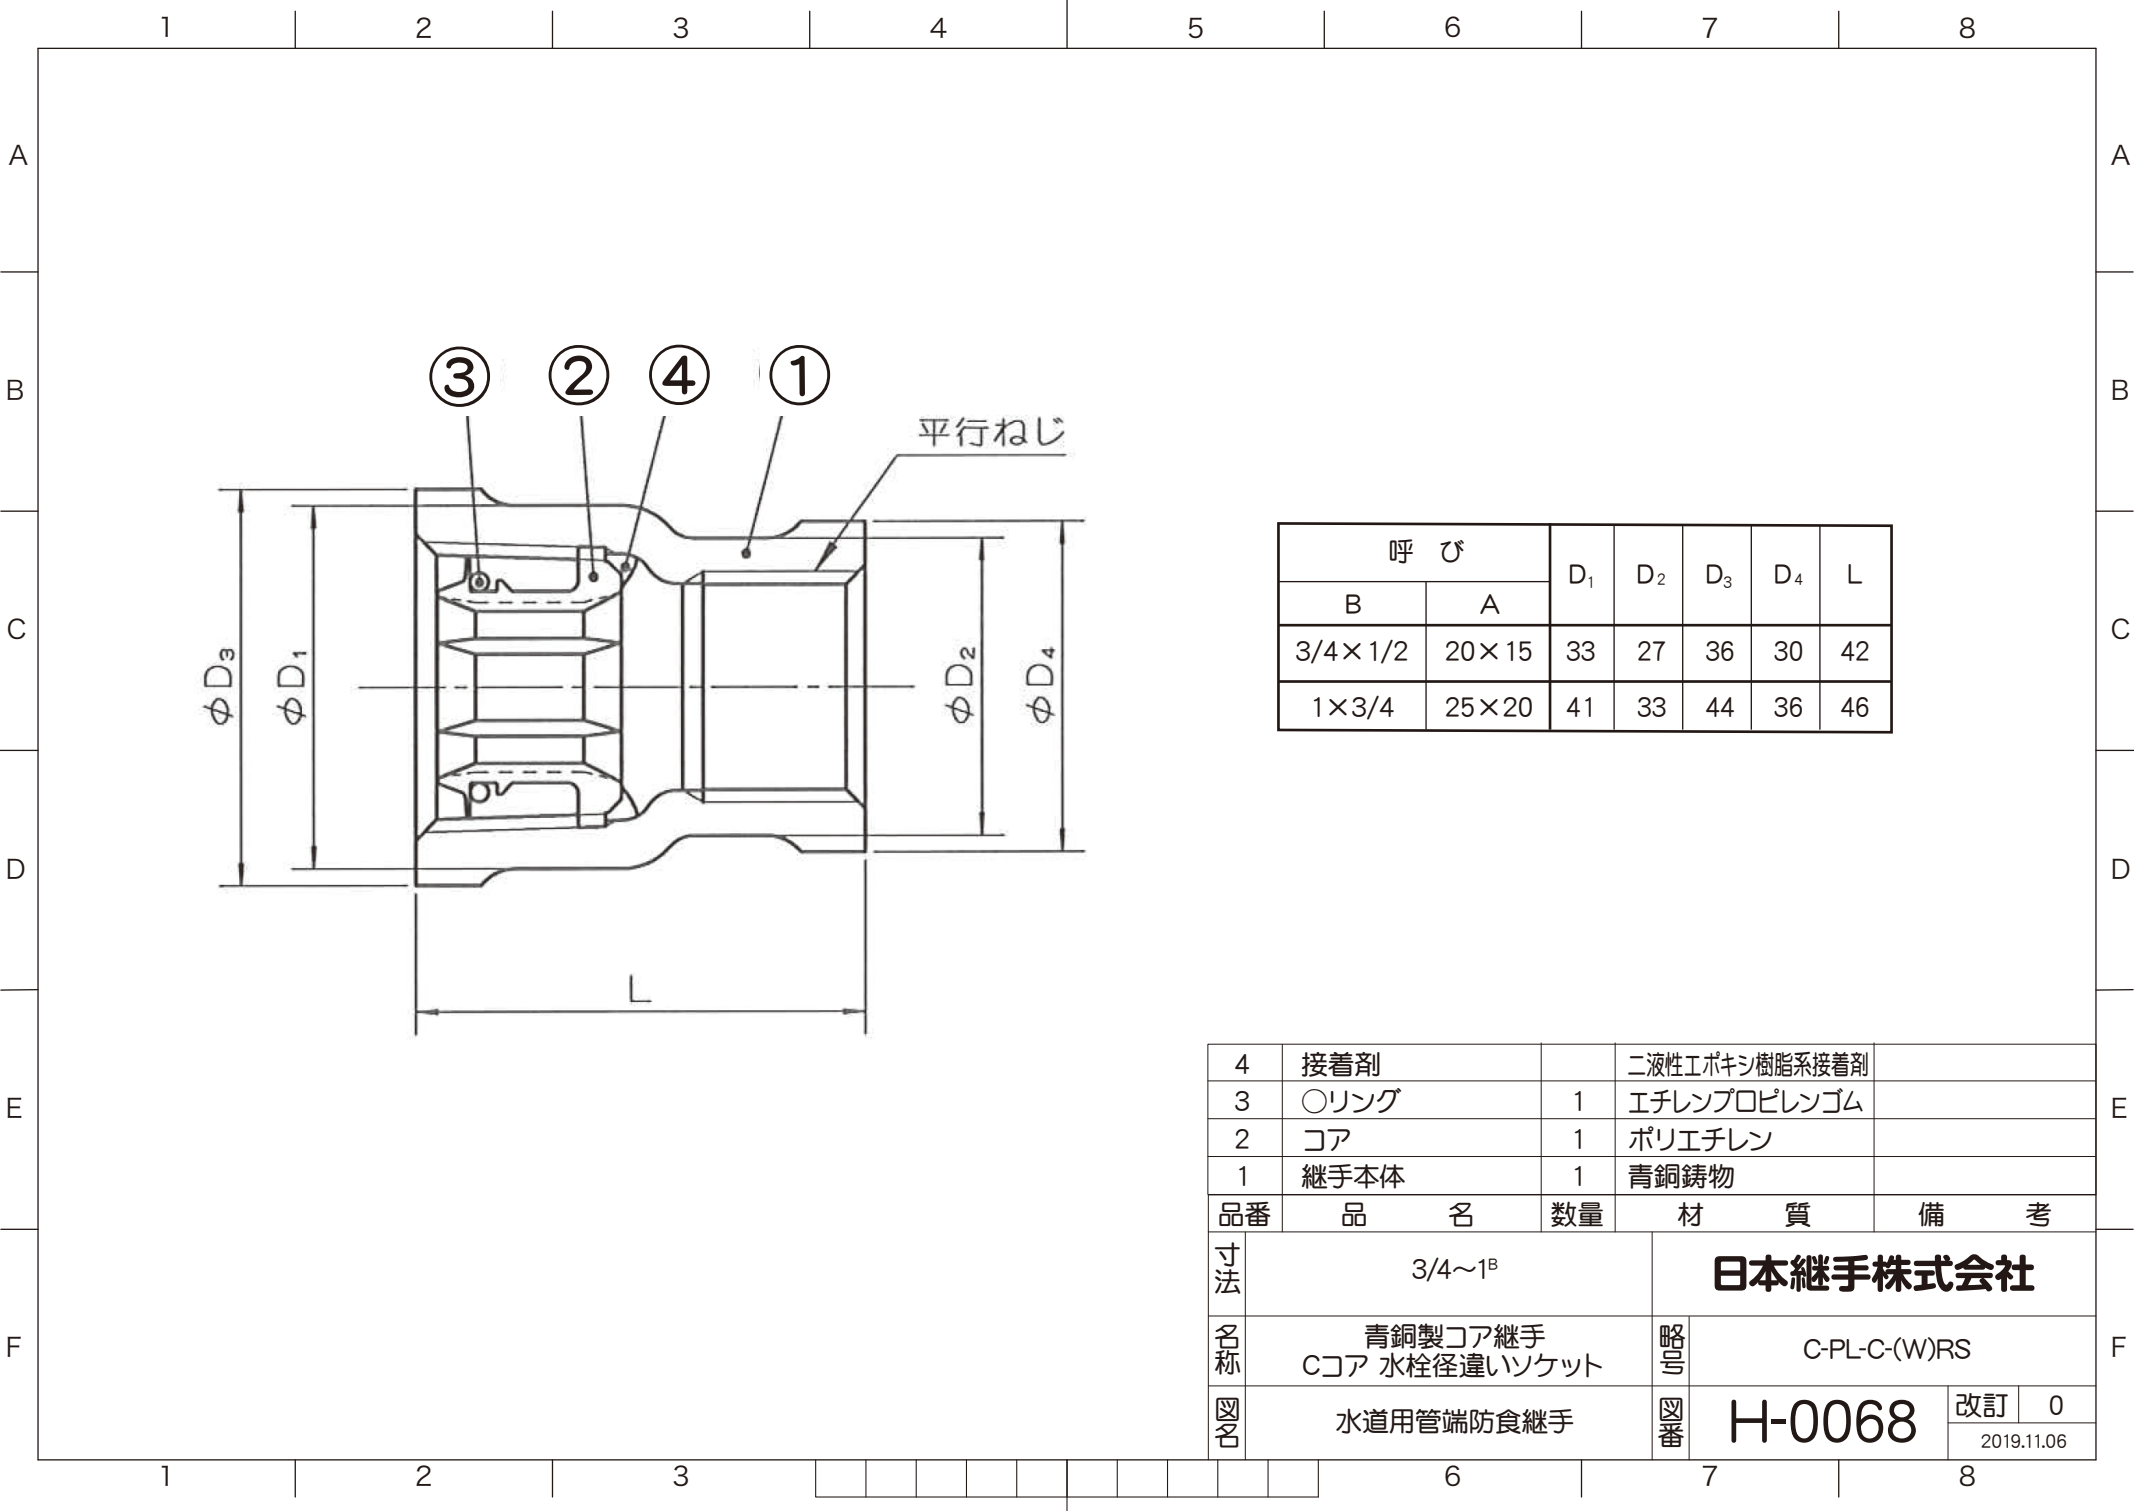 1 2 3 4 5 6 7 8
A A
B B
C C
D D
E E
F F
③ ② ④ ①
平行ねじ
φD₃ φD₁ φD₂ φD₄
L
呼 び D₁ D₂ D₃ D₄ L
B A
3/4×1/2 20×15 33 27 36 30 42
1×3/4 25×20 41 33 44 36 46
4 接着剤 二液性エポキシ樹脂系接着剤
3 ○リング 1 エチレンプロピレンゴム
2 コア 1 ポリエチレン
1 継手本体 1 青銅鋳物
品番 品 名 数量 材 質 備 考
寸法 3/4〜1ᴮ 日本継手株式会社
名称 青銅製コア継手
Cコア 水栓径違いソケット
略号 C-PL-C-(W)RS
図名 水道用管端防食継手 図番 H-0068 改訂 0
2019.11.06
1 2 3 6 7 8